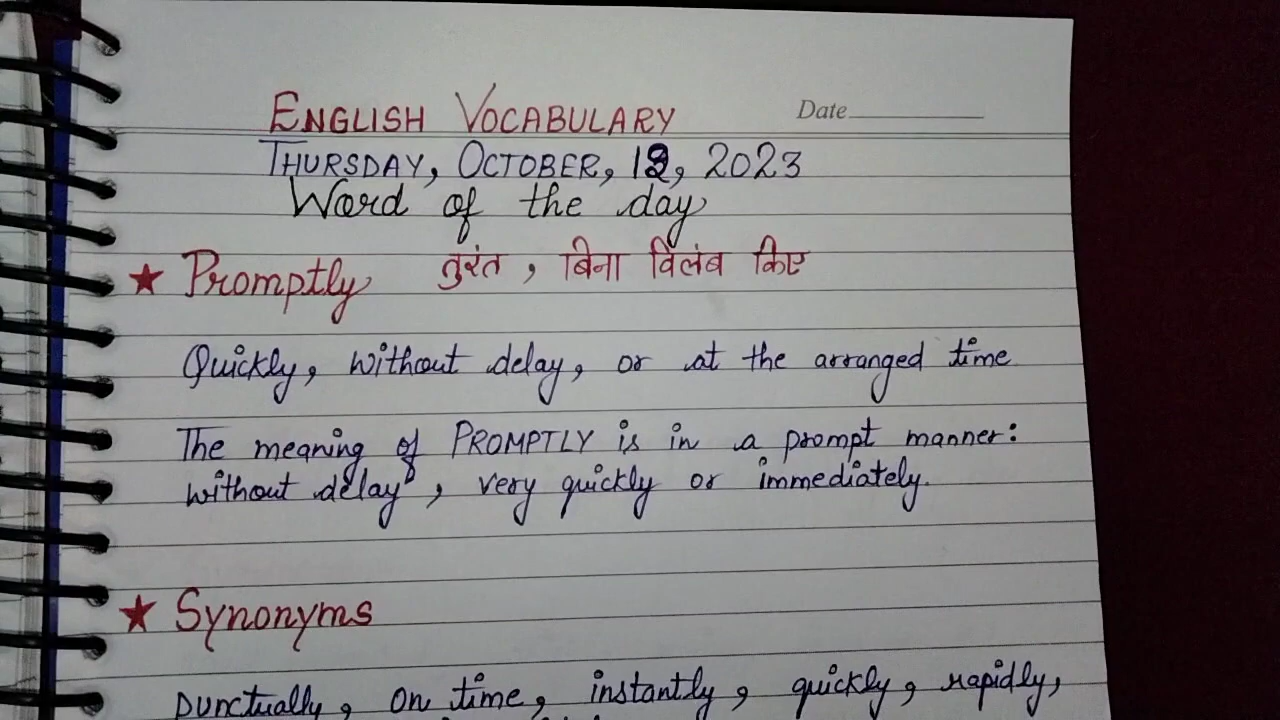 ENGLISH VOCABULARY
Date
THURSDAY, OCTOBER, 12, 2023
Word of the day
★ Promptly तुरंत, बिना विलंब किए
Quickly, without delay, or at the arranged time
The meaning of PROMPTLY is in a prompt manner:
without delay, very quickly or immediately.
★ Synonyms
Punctually, on time, instantly, quickly, rapidly,